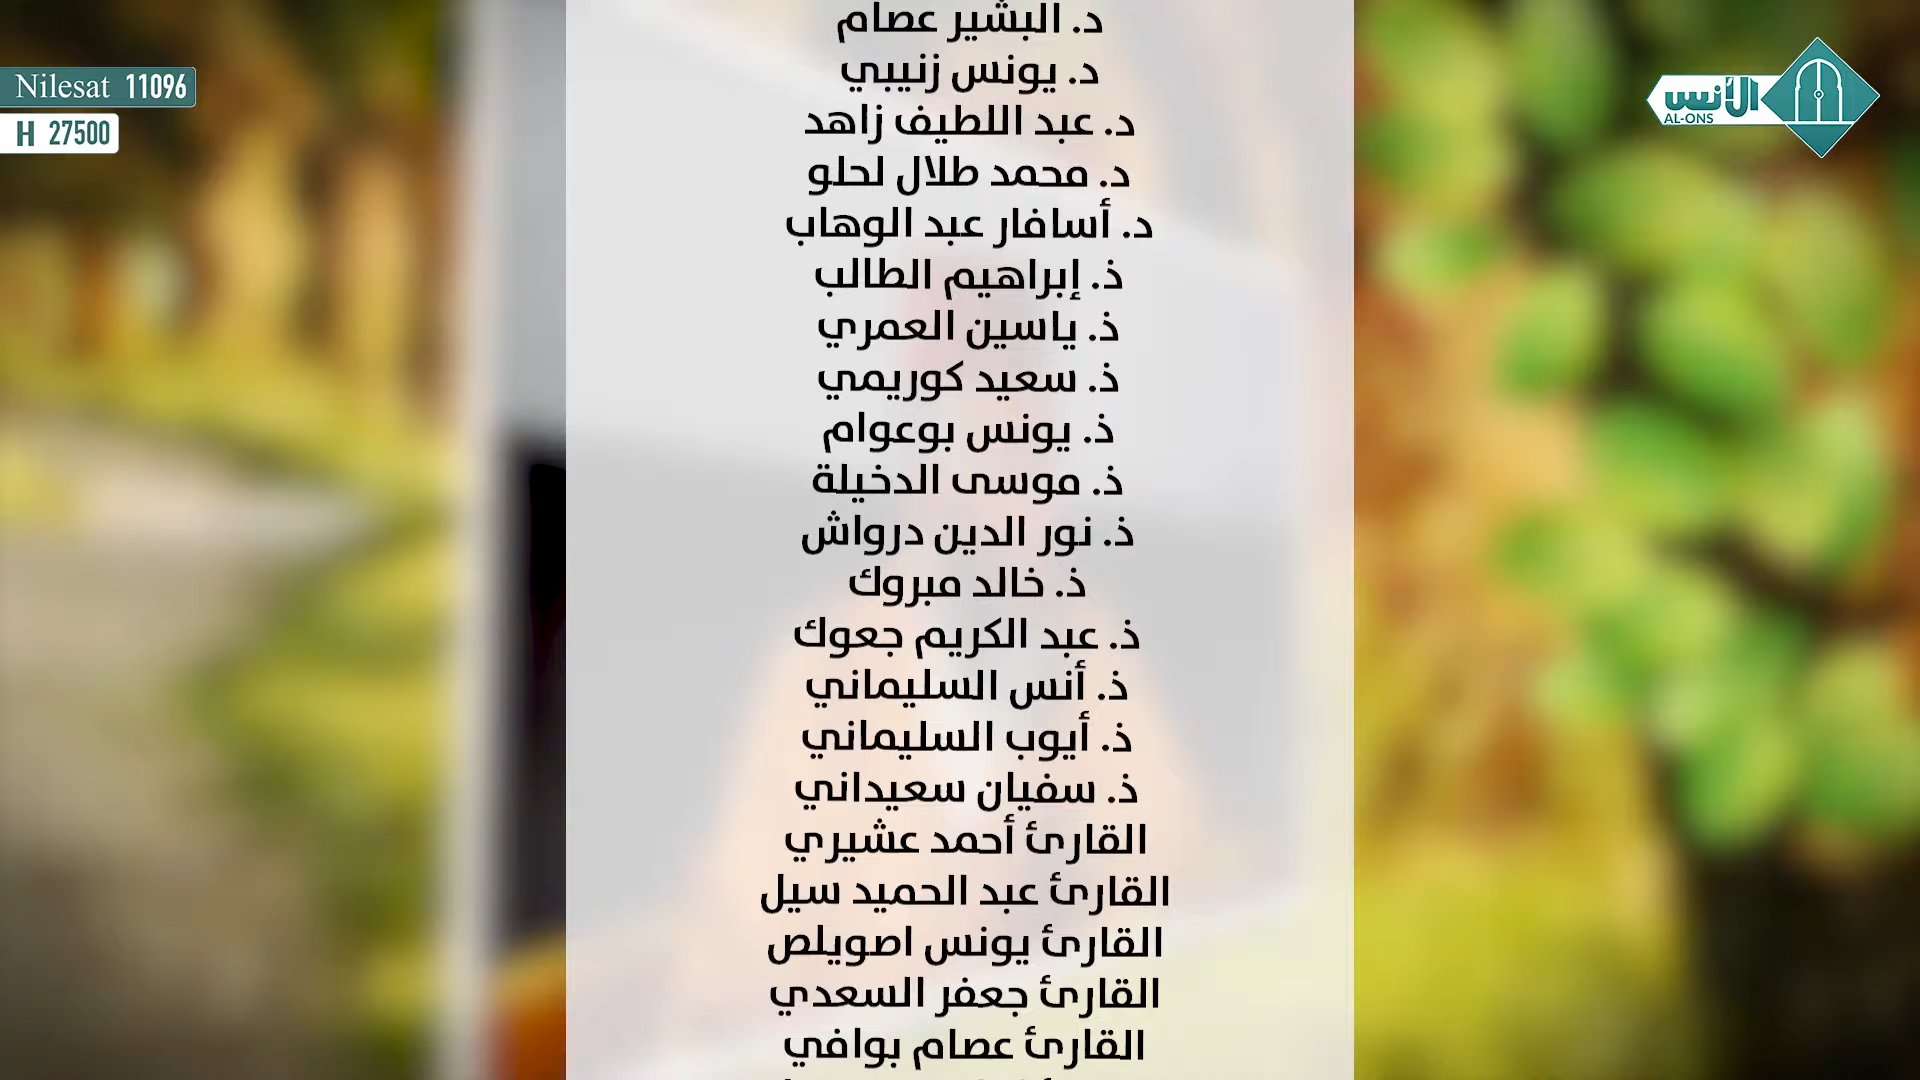 Nilesat 11096
H 27500
الأنس
AL-ONS
د. البشير عصام
د. يونس زنيبي
د. عبد اللطيف زاهد
د. محمد طلال لحلو
د. أسافار عبد الوهاب
ذ. إبراهيم الطالب
ذ. ياسين العمري
ذ. سعيد كوريمي
ذ. يونس بوعوام
ذ. موسى الدخيلة
ذ. نور الدين درواش
ذ. خالد مبروك
ذ. عبد الكريم جعوك
ذ. أنس السليماني
ذ. أيوب السليماني
ذ. سفيان سعيداني
القارئ أحمد عشيري
القارئ عبد الحميد سيل
القارئ يونس اصويلص
القارئ جعفر السعدي
القارئ عصام بوافي